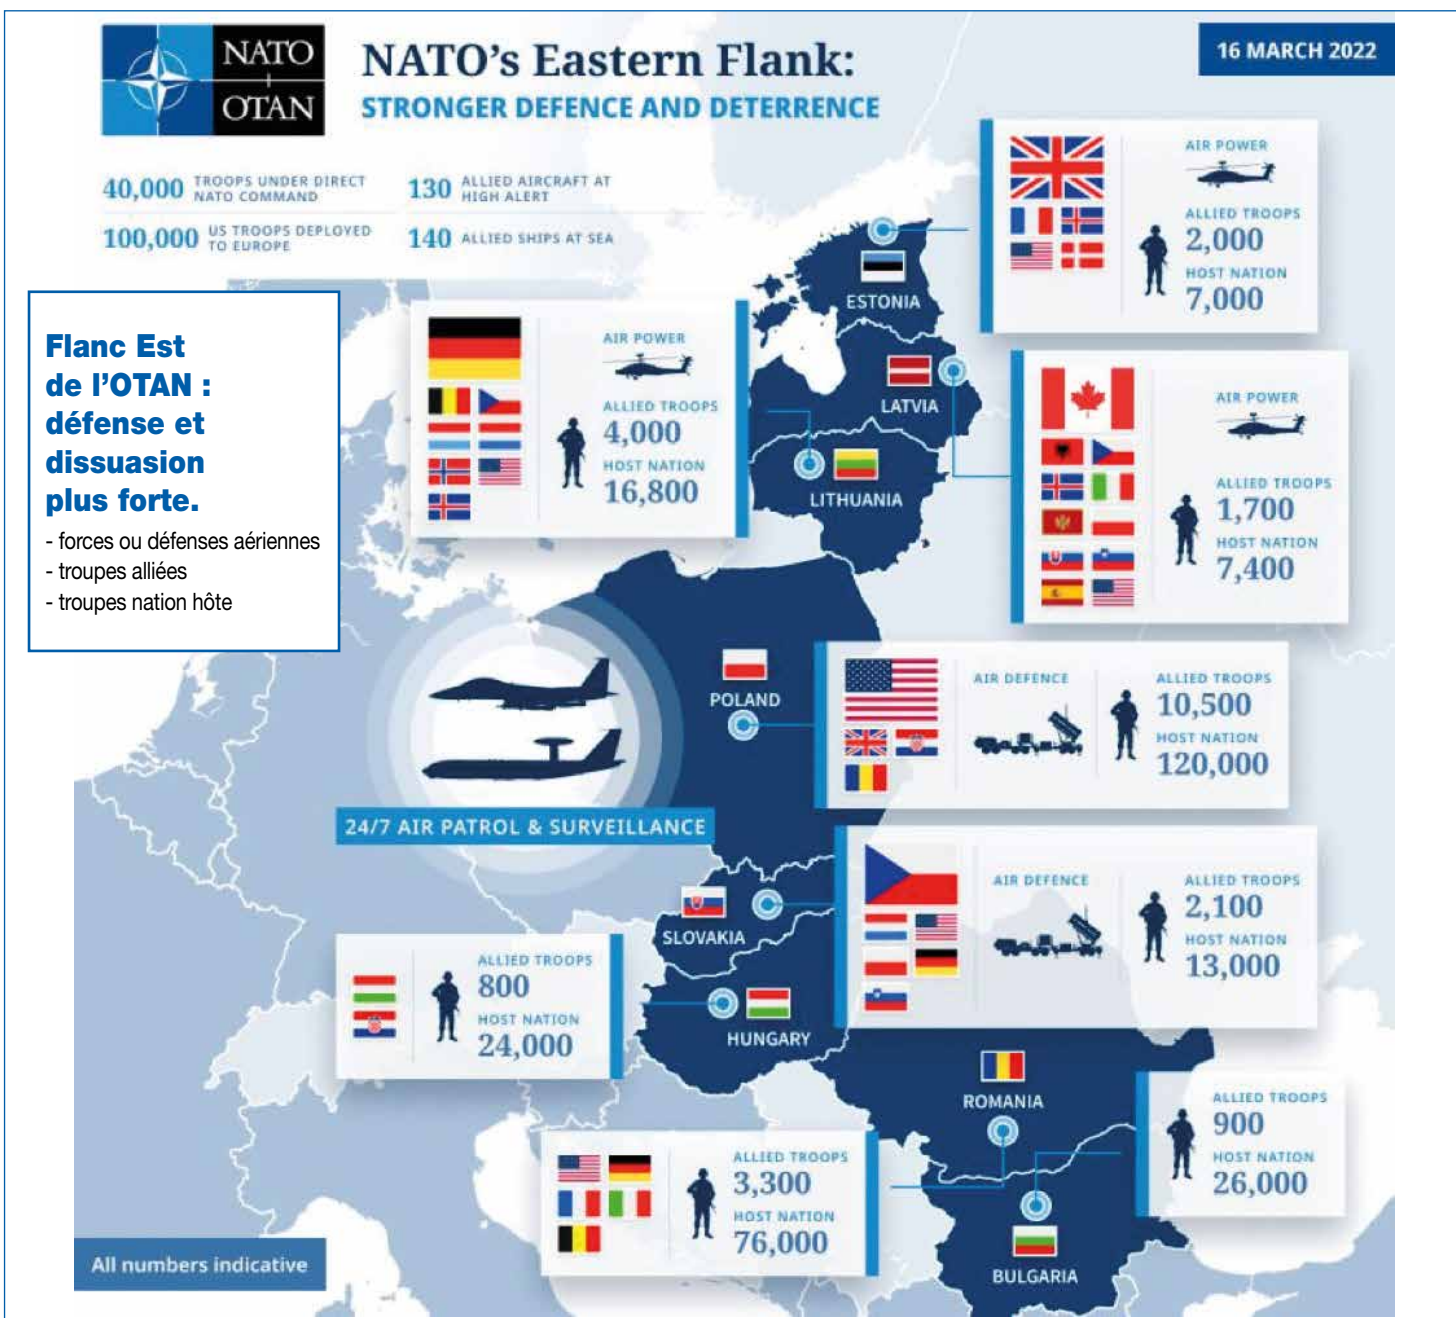 NATO
OTAN
NATO's Eastern Flank:
STRONGER DEFENCE AND DETERRENCE
16 MARCH 2022
40,000 TROOPS UNDER DIRECT
NATO COMMAND
130 ALLIED AIRCRAFT AT
HIGH ALERT
100,000 US TROOPS DEPLOYED
TO EUROPE
140 ALLIED SHIPS AT SEA
Flanc Est
de l'OTAN :
défense et
dissuasion
plus forte.
- forces ou défenses aériennes
- troupes alliées
- troupes nation hôte
AIR POWER
ALLIED TROOPS
2,000
HOST NATION
7,000
ESTONIA
AIR POWER
ALLIED TROOPS
4,000
HOST NATION
16,800
LATVIA
AIR POWER
ALLIED TROOPS
1,700
HOST NATION
7,400
LITHUANIA
POLAND
AIR DEFENCE
ALLIED TROOPS
10,500
HOST NATION
120,000
24/7 AIR PATROL & SURVEILLANCE
SLOVAKIA
AIR DEFENCE
ALLIED TROOPS
2,100
HOST NATION
13,000
ALLIED TROOPS
800
HOST NATION
24,000
HUNGARY
ROMANIA
ALLIED TROOPS
900
HOST NATION
26,000
ALLIED TROOPS
3,300
HOST NATION
76,000
BULGARIA
All numbers indicative